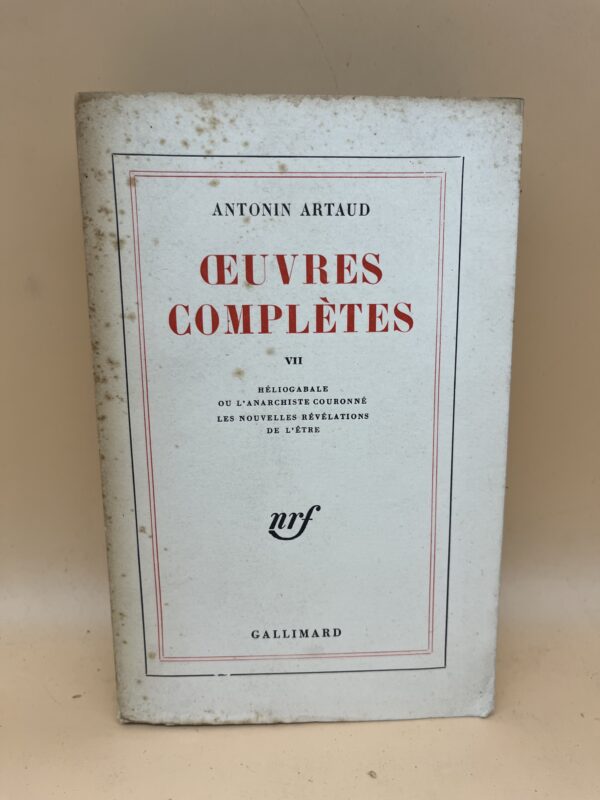 ANTONIN ARTAUD
ŒUVRES
COMPLÈTES
VII
HÉLIOGABALE
OU L'ANARCHISTE COURONNÉ
LES NOUVELLES RÉVÉLATIONS
DE L'ÊTRE
nrf
GALLIMARD